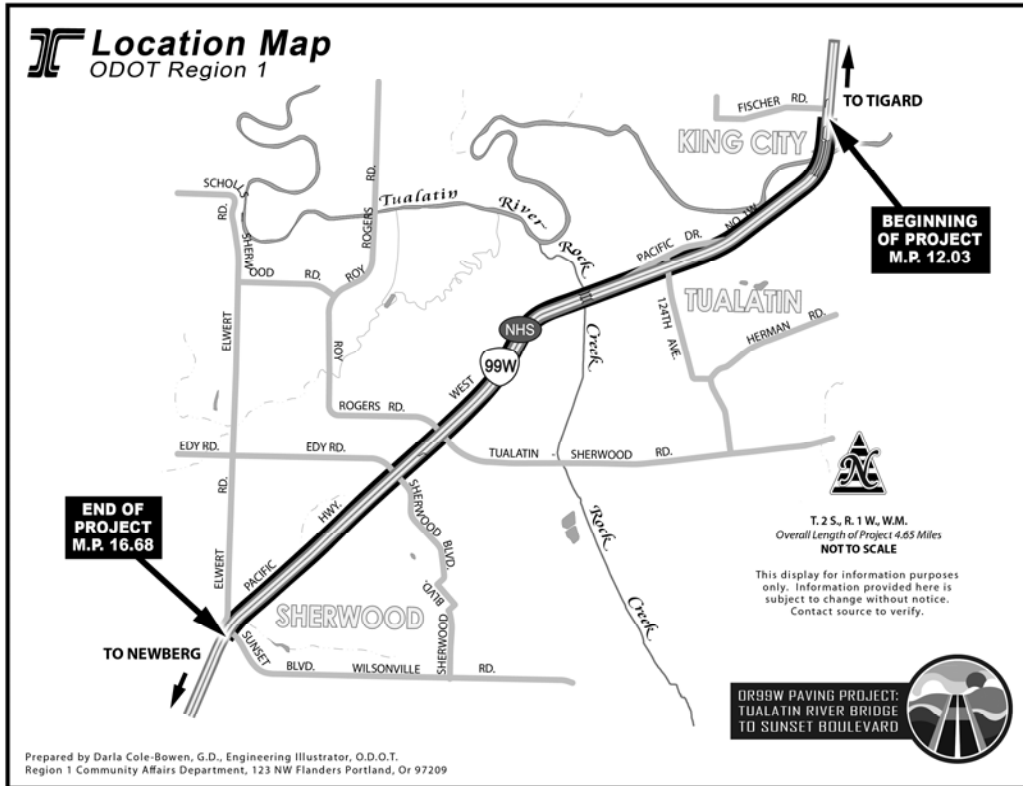 Location Map
ODOT Region 1
TO TIGARD
FISCHER RD.
KING CITY
BEGINNING
OF PROJECT
M.P. 12.03
SCHOLLS
RD.
SHERW
OOD RD.
ROY
ROGERS
RD.
Tualatin
River
Rock
Creek
PACIFIC DR.
NO. 1W
TUALATIN
124TH AVE.
HERMAN RD.
NHS
99W
WEST
ELWERT
ROY
ROGERS RD.
EDY RD.
EDY RD.
TUALATIN - SHERWOOD RD.
RD.
ELWERT
HWY.
PACIFIC
SHERWOOD
BLVD.
BLVD.
SHERWOOD
Rock
Creek
END OF
PROJECT
M.P. 16.68
SHERWOOD
SUNSET
BLVD. WILSONVILLE RD.
TO NEWBERG
N
T. 2 S., R. 1 W., W.M.
Overall Length of Project 4.65 Miles
NOT TO SCALE
This display for information purposes
only. Information provided here is
subject to change without notice.
Contact source to verify.
OR99W PAVING PROJECT:
TUALATIN RIVER BRIDGE
TO SUNSET BOULEVARD
Prepared by Darla Cole-Bowen, G.D., Engineering Illustrator, O.D.O.T.
Region 1 Community Affairs Department, 123 NW Flanders Portland, Or 97209